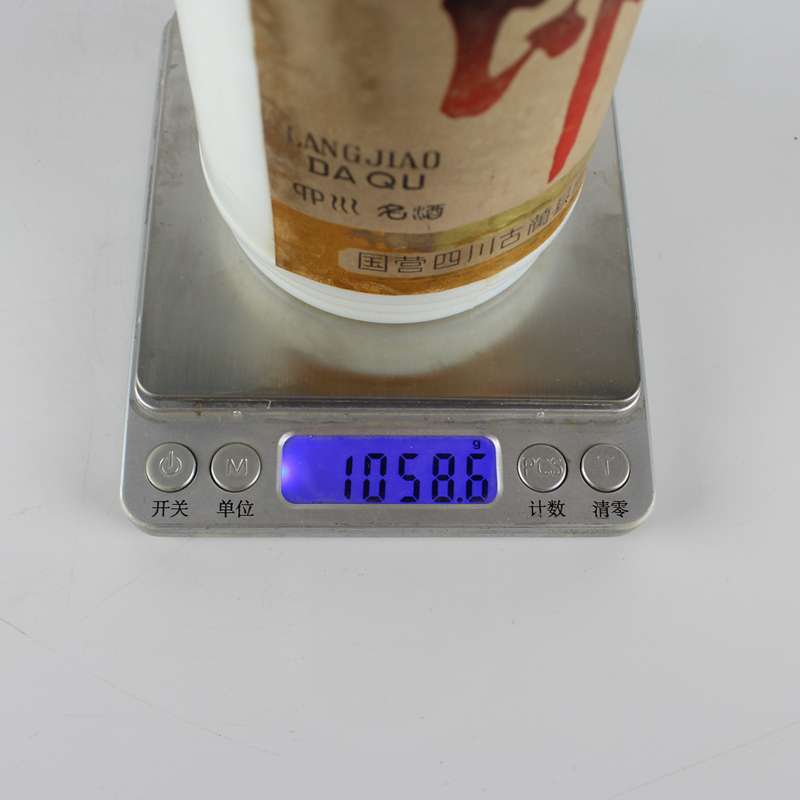 LANGJIAO
DA QU
四川 名酒
国营四川古蔺
g
1058.6
M
PCS
T
开关
单位
计数
清零